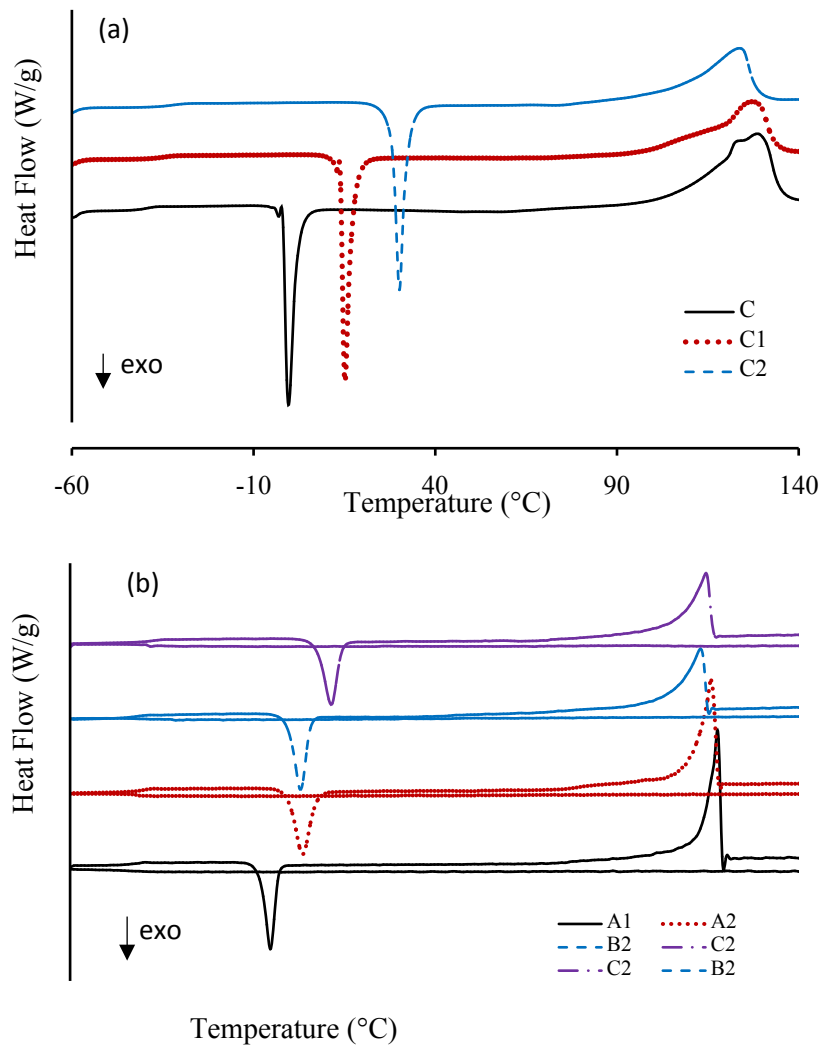 (a)
Heat Flow (W/g)
C
C1
C2
exo
-60 -10 40 90 140
Temperature (°C)
(b)
Heat Flow (W/g)
exo
A1 A2
B2 C2
C2 B2
Temperature (°C)